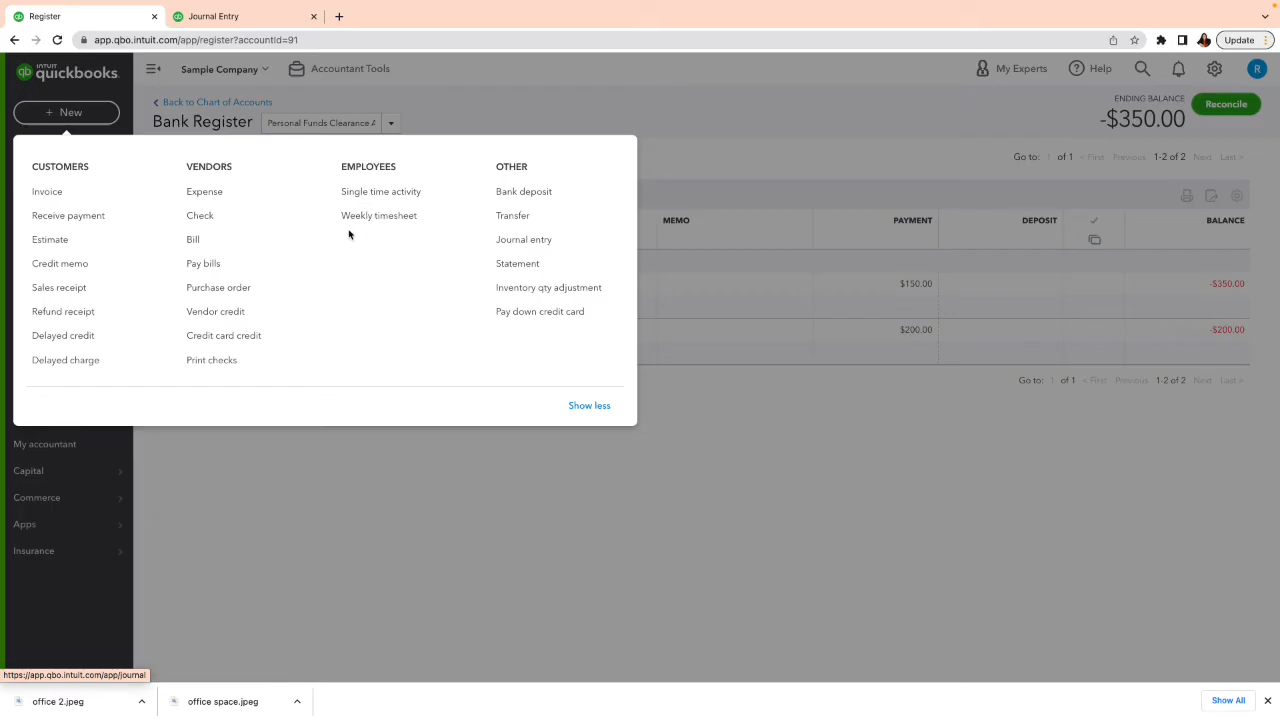 Register
Journal Entry
app.qbo.intuit.com/app/register?accountId=91
Update
intuit
quickbooks.
Sample Company
Accountant Tools
My Experts
Help
R
+ New
Back to Chart of Accounts
Bank Register
Personal Funds Clearance A
ENDING BALANCE
-$350.00
Reconcile
Go to: 1 of 1 < First Previous 1-2 of 2 Next Last >
CUSTOMERS
Invoice
Receive payment
Estimate
Credit memo
Sales receipt
Refund receipt
Delayed credit
Delayed charge
VENDORS
Expense
Check
Bill
Pay bills
Purchase order
Vendor credit
Credit card credit
Print checks
EMPLOYEES
Single time activity
Weekly timesheet
OTHER
Bank deposit
Transfer
Journal entry
Statement
Inventory qty adjustment
Pay down credit card
Show less
MEMO PAYMENT DEPOSIT BALANCE
$150.00 -$350.00
$200.00 -$200.00
Go to: 1 of 1 < First Previous 1-2 of 2 Next Last >
My accountant
Capital
Commerce
Apps
Insurance
https://app.qbo.intuit.com/app/journal
office 2.jpeg
office space.jpeg
Show All